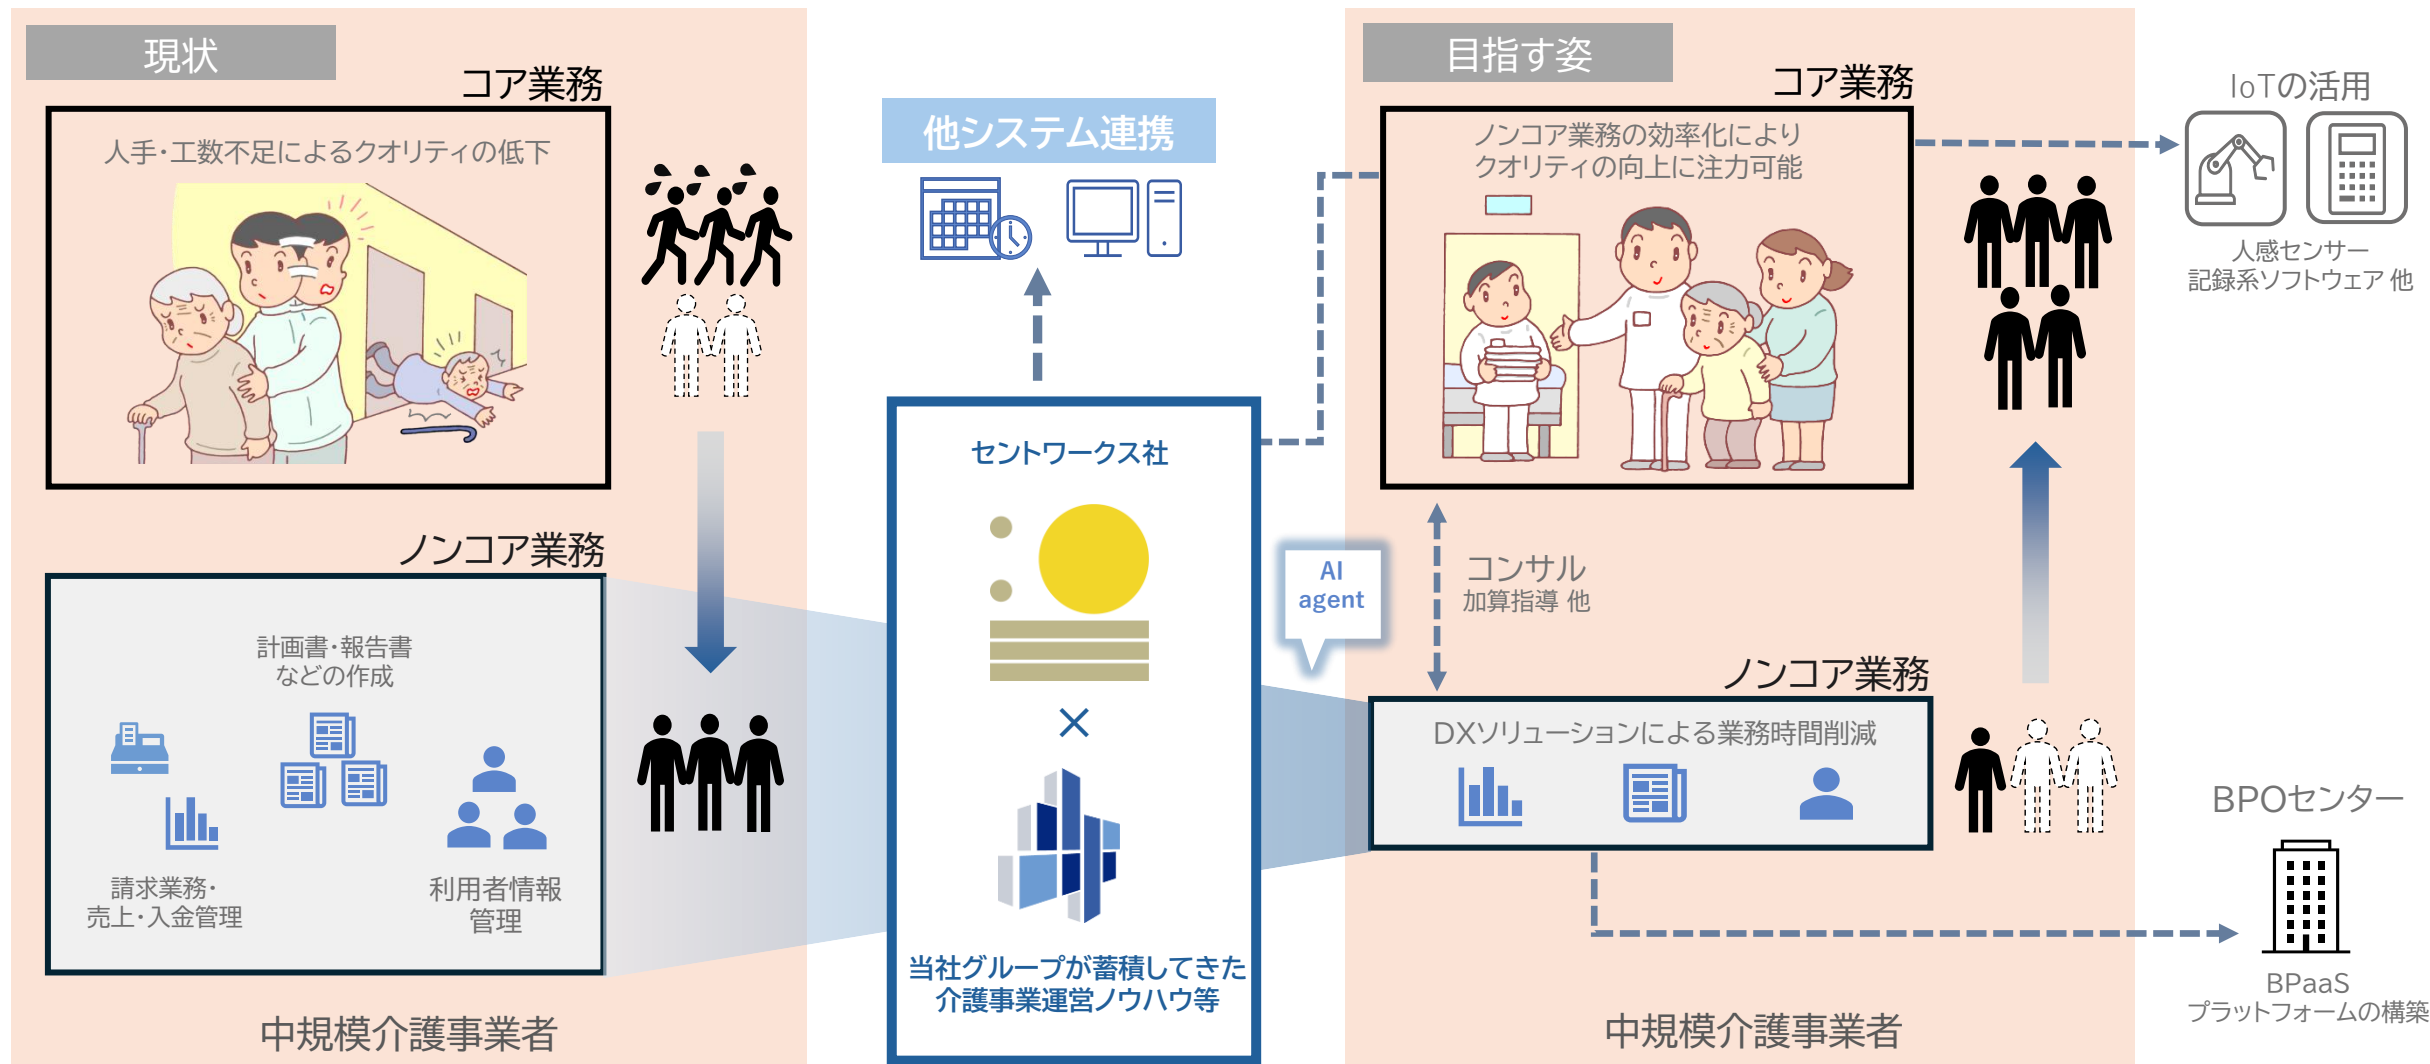 現状
コア業務
人手・工数不足によるクオリティの低下
ノンコア業務
計画書・報告書
などの作成
請求業務・
売上・入金管理
利用者情報
管理
中規模介護事業者
他システム連携
セントワークス社
×
当社グループが蓄積してきた
介護事業運営ノウハウ等
AI
agent
目指す姿
コア業務
ノンコア業務の効率化により
クオリティの向上に注力可能
コンサル
加算指導 他
ノンコア業務
DXソリューションによる業務時間削減
中規模介護事業者
IoTの活用
人感センサー
記録系ソフトウェア 他
BPOセンター
BPaaS
プラットフォームの構築